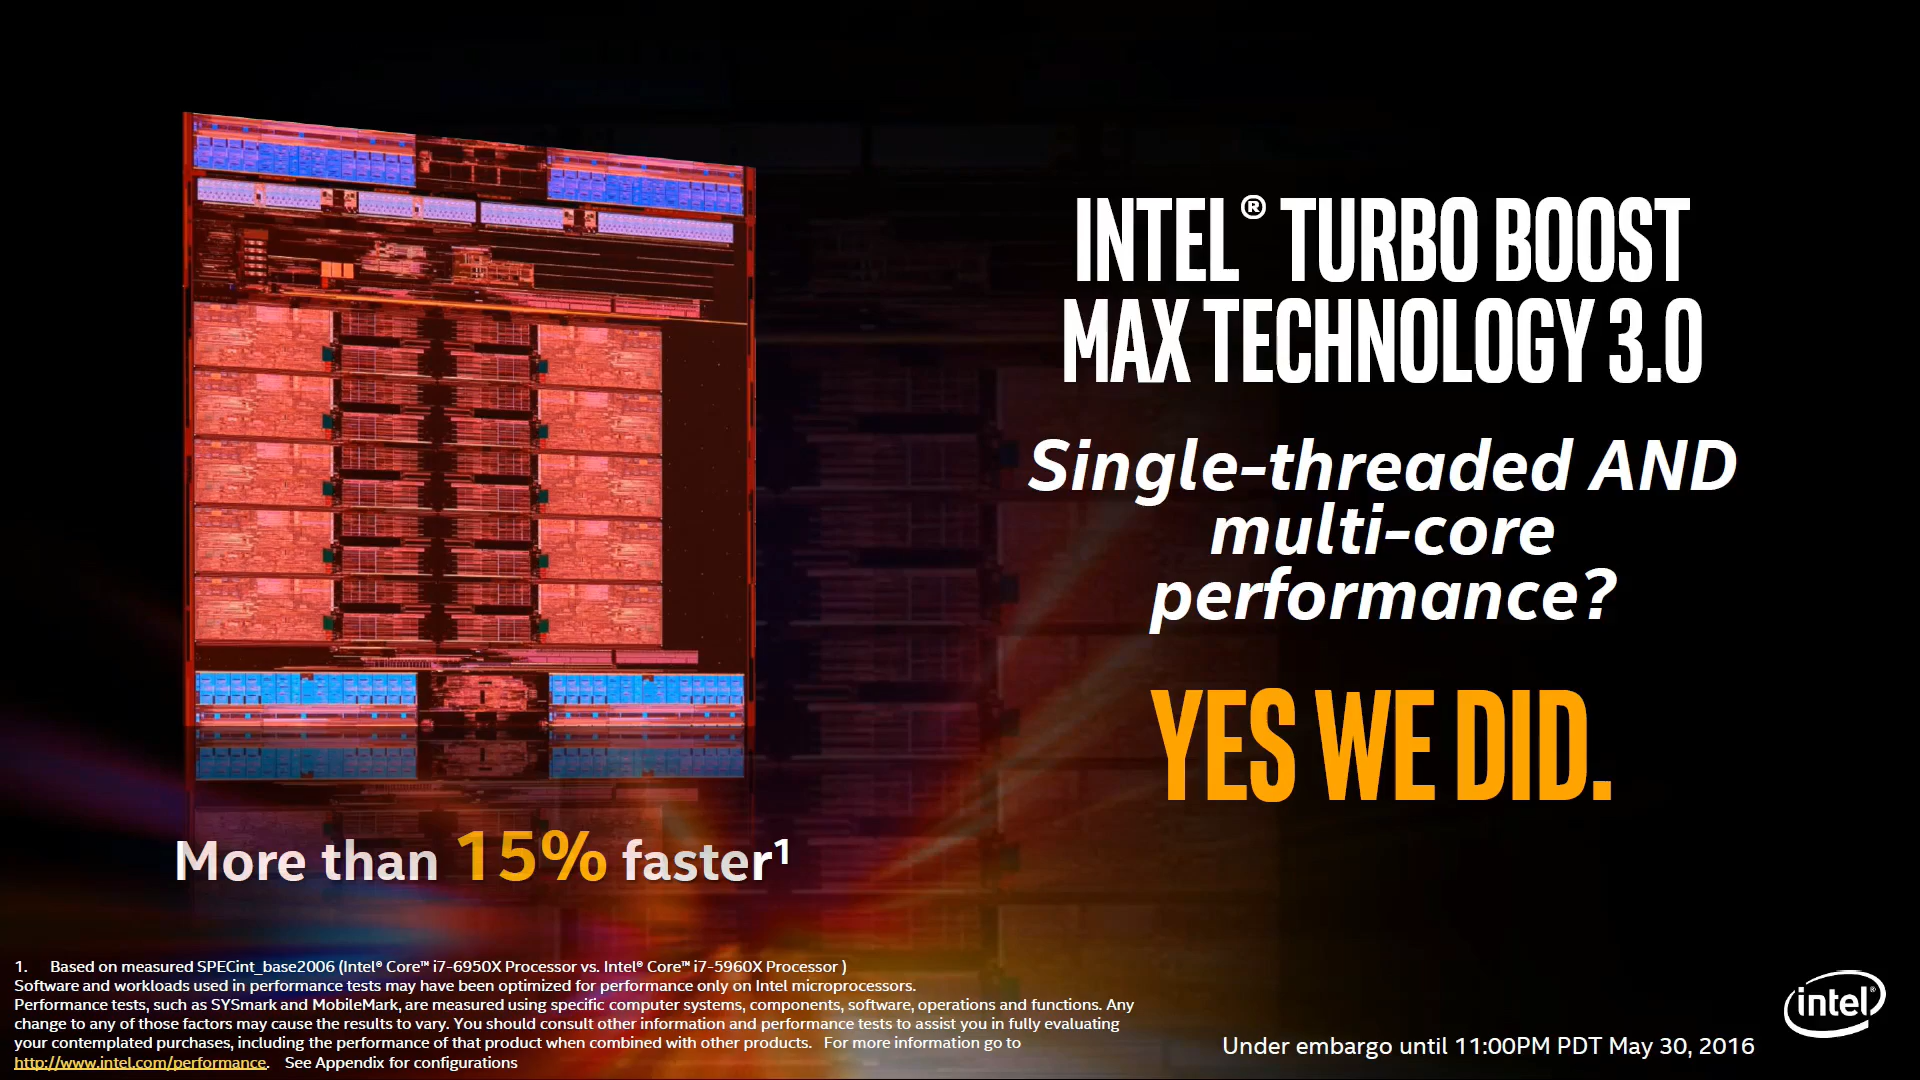 INTEL® TURBO BOOST
MAX TECHNOLOGY 3.0
Single-threaded AND
multi-core
performance?
YES WE DID.
More than 15% faster¹
1. Based on measured SPECint_base2006 (Intel® Core™ i7-6950X Processor vs. Intel® Core™ i7-5960X Processor )
Software and workloads used in performance tests may have been optimized for performance only on Intel microprocessors.
Performance tests, such as SYSmark and MobileMark, are measured using specific computer systems, components, software, operations and functions. Any
change to any of those factors may cause the results to vary. You should consult other information and performance tests to assist you in fully evaluating
your contemplated purchases, including the performance of that product when combined with other products. For more information go to
http://www.intel.com/performance. See Appendix for configurations
Under embargo until 11:00PM PDT May 30, 2016
intel®